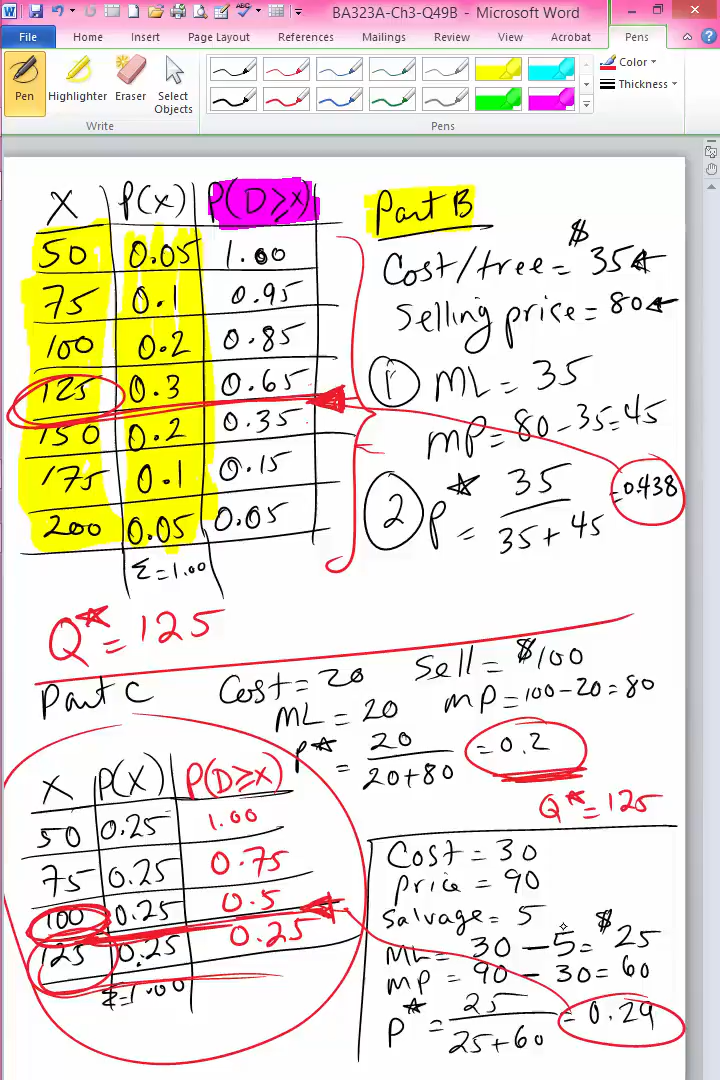 BA323A-Ch3-Q49B - Microsoft Word
File Home Insert Page Layout References Mailings Review View Acrobat Pens
Pen Highlighter Eraser Select Objects
Color
Thickness
Write Pens
X P(X) P(D≥X)
50 0.05 1.00
75 0.1 0.95
100 0.2 0.85
125 0.3 0.65
150 0.2 0.35
175 0.1 0.15
200 0.05 0.05
Σ=1.00
Q*=125
Part B
Cost/tree = $35
Selling price = 80
① ML = 35
MP = 80-35=45
② P* = 35/(35+45) = 0.438
Part C
Cost = 20 Sell = $100
ML = 20 MP = 100-20=80
P* = 20/(20+80) = 0.2
Q*=125
X P(X) P(D≥X)
50 0.25 1.00
75 0.25 0.75
100 0.25 0.5
125 0.25 0.25
Σ=1.00
Cost = 30
Price = 90
Salvage = 5
ML = 30 - 5 = $25
MP = 90 - 30 = 60
P* = 25/(25+60) = 0.29